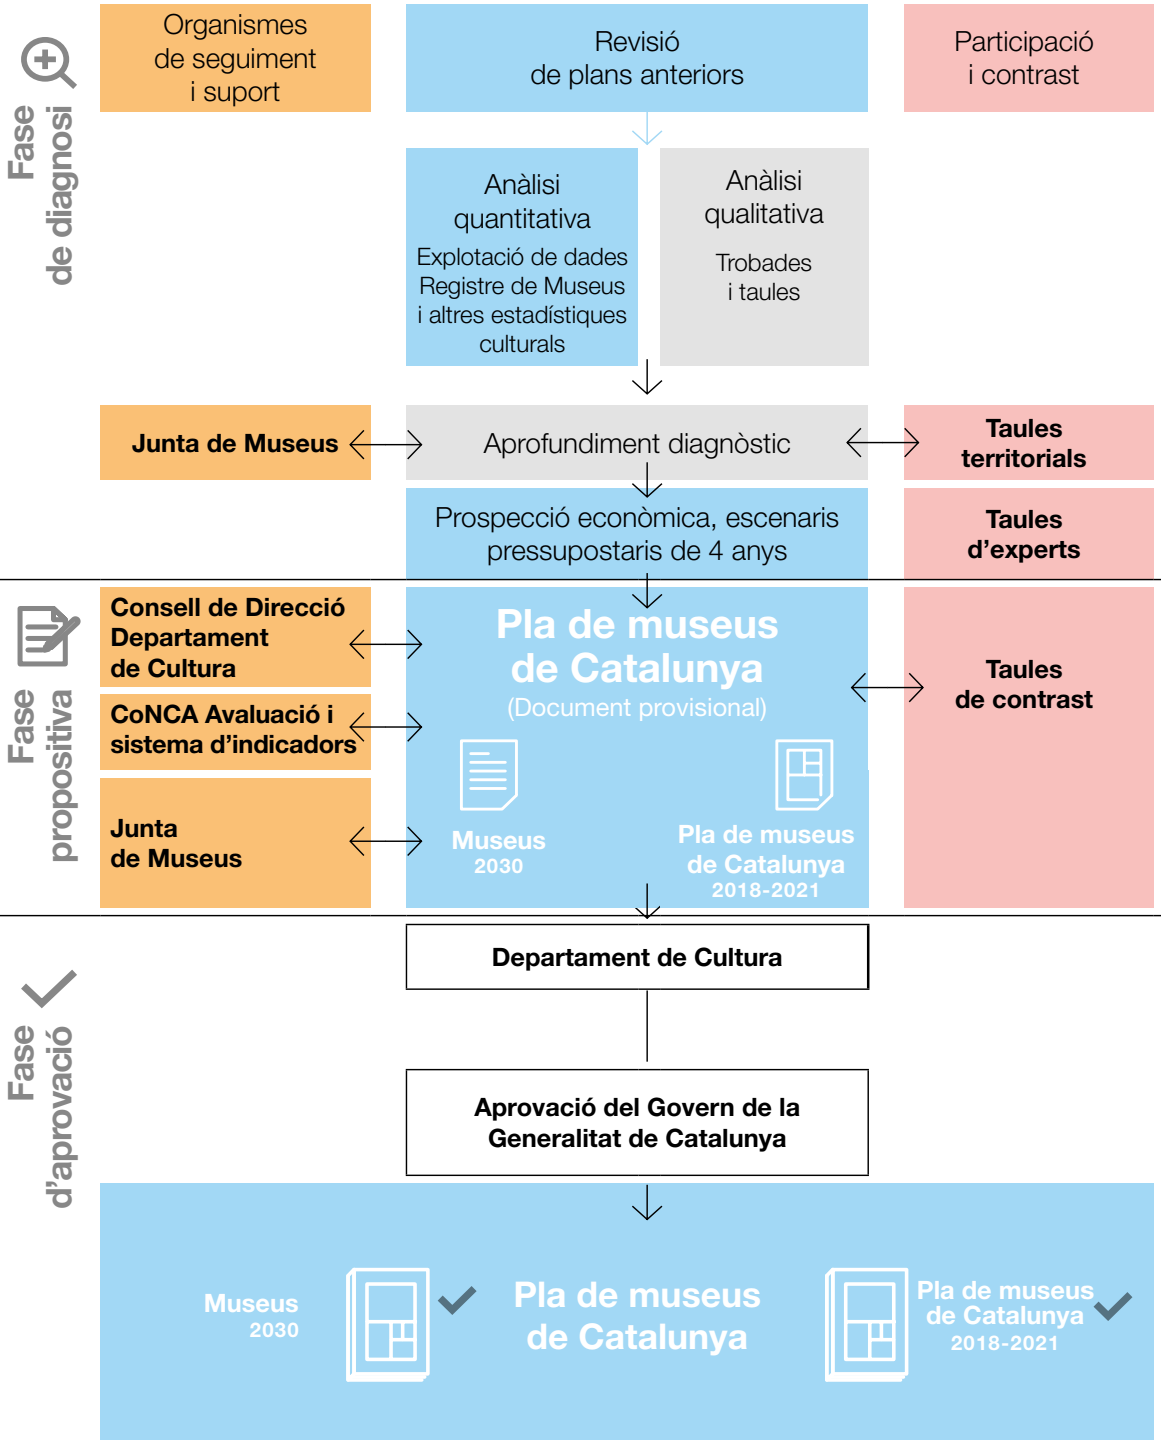 Fase
de diagnosi
Organismes
de seguiment
i suport
Revisió
de plans anteriors
Participació
i contrast
Anàlisi
quantitativa
Explotació de dades
Registre de Museus
i altres estadístiques
culturals
Anàlisi
qualitativa
Trobades
i taules
Junta de Museus
Aprofundiment diagnòstic
Taules
territorials
Prospecció econòmica, escenaris
pressupostaris de 4 anys
Taules
d’experts
Fase
propositiva
Consell de Direcció
Departament
de Cultura
CoNCA Avaluació i
sistema d’indicadors
Junta
de Museus
Pla de museus
de Catalunya
(Document provisional)
Museus
2030
Pla de museus
de Catalunya
2018-2021
Taules
de contrast
Fase
d’aprovació
Departament de Cultura
Aprovació del Govern de la
Generalitat de Catalunya
Museus
2030
Pla de museus
de Catalunya
Pla de museus
de Catalunya
2018-2021